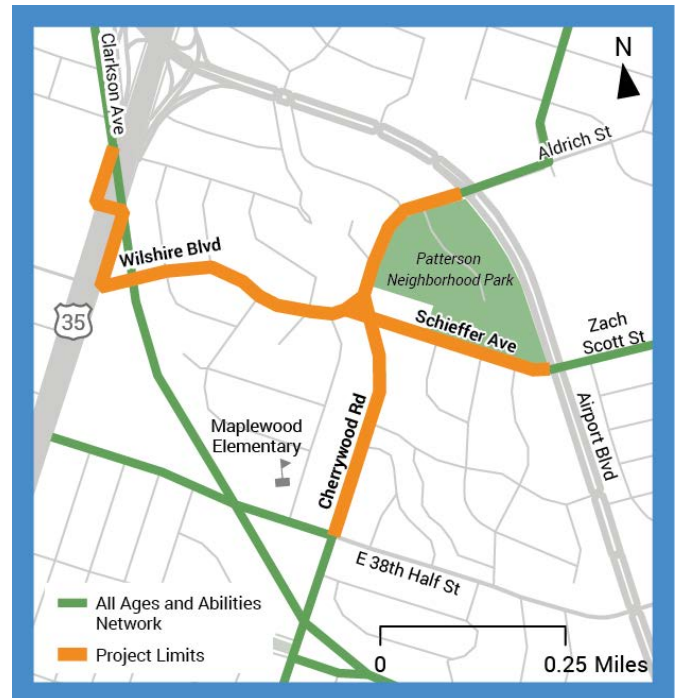 N
Clarkson Ave
Aldrich St
Wilshire Blvd
Patterson
Neighborhood Park
35
Schieffer Ave
Zach
Scott St
Airport Blvd
Maplewood
Elementary
Cherrywood Rd
E 38th Half St
All Ages and Abilities
Network
Project Limits
0
0.25 Miles